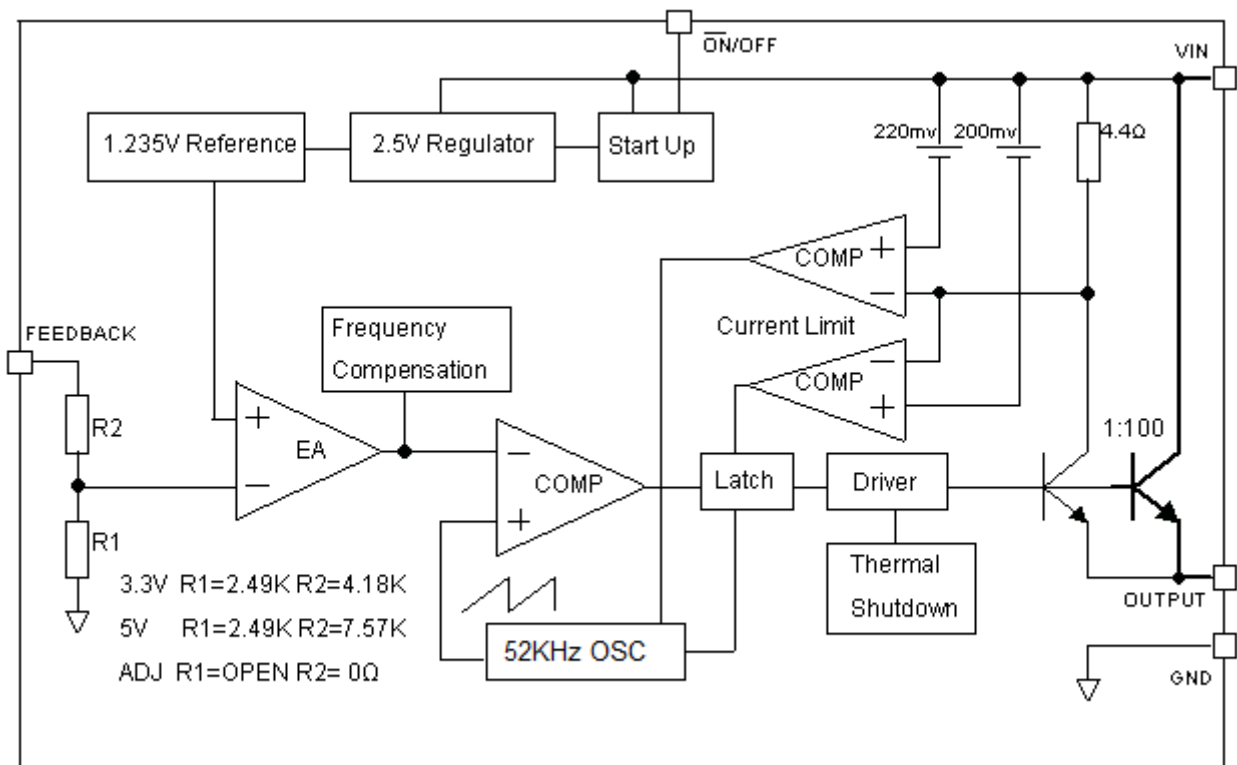 ON/OFF
VIN
1.235V Reference
2.5V Regulator
Start Up
220mv
200mv
4.4Ω
+
COMP
−
FEEDBACK
Frequency
Compensation
Current Limit
−
COMP
+
R2
+
EA
−
−
COMP
+
1:100
Latch
Driver
R1
Thermal
Shutdown
3.3V R1=2.49K R2=4.18K
5V R1=2.49K R2=7.57K
ADJ R1=OPEN R2= 0Ω
52KHz OSC
OUTPUT
GND